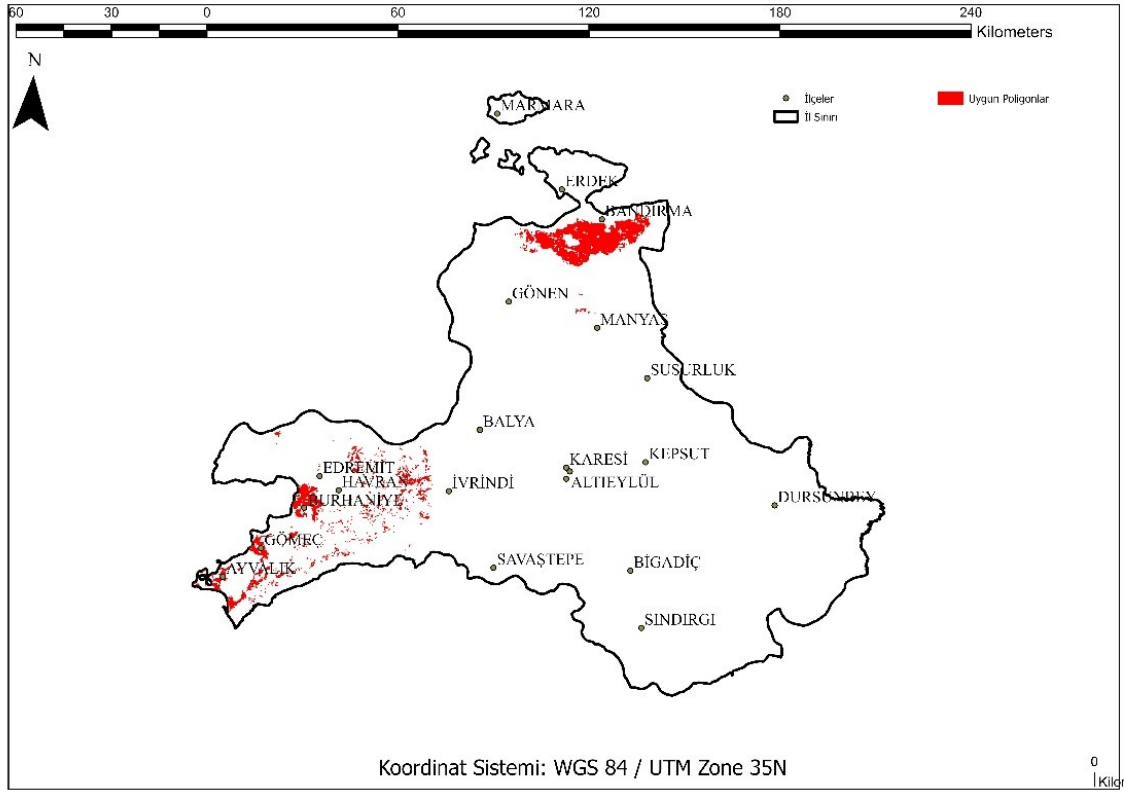 60 30 0 60 120 180 240
Kilometers
N
İlçeler
İl Sınırı
Uygun Poligonlar
MARMARA
ERDEK
BANDIRMA
GÖNEN
MANYAS
SUSURLUK
BALYA
KARESİ
KEPSUT
EDREMİT
HAVRAN
İVRİNDİ
ALTIEYLÜL
BURHANİYE
DURSUNBEY
GÖMEÇ
AYVALIK
SAVAŞTEPE
BİGADİÇ
SINDIRGI
Koordinat Sistemi: WGS 84 / UTM Zone 35N
0
Kilo